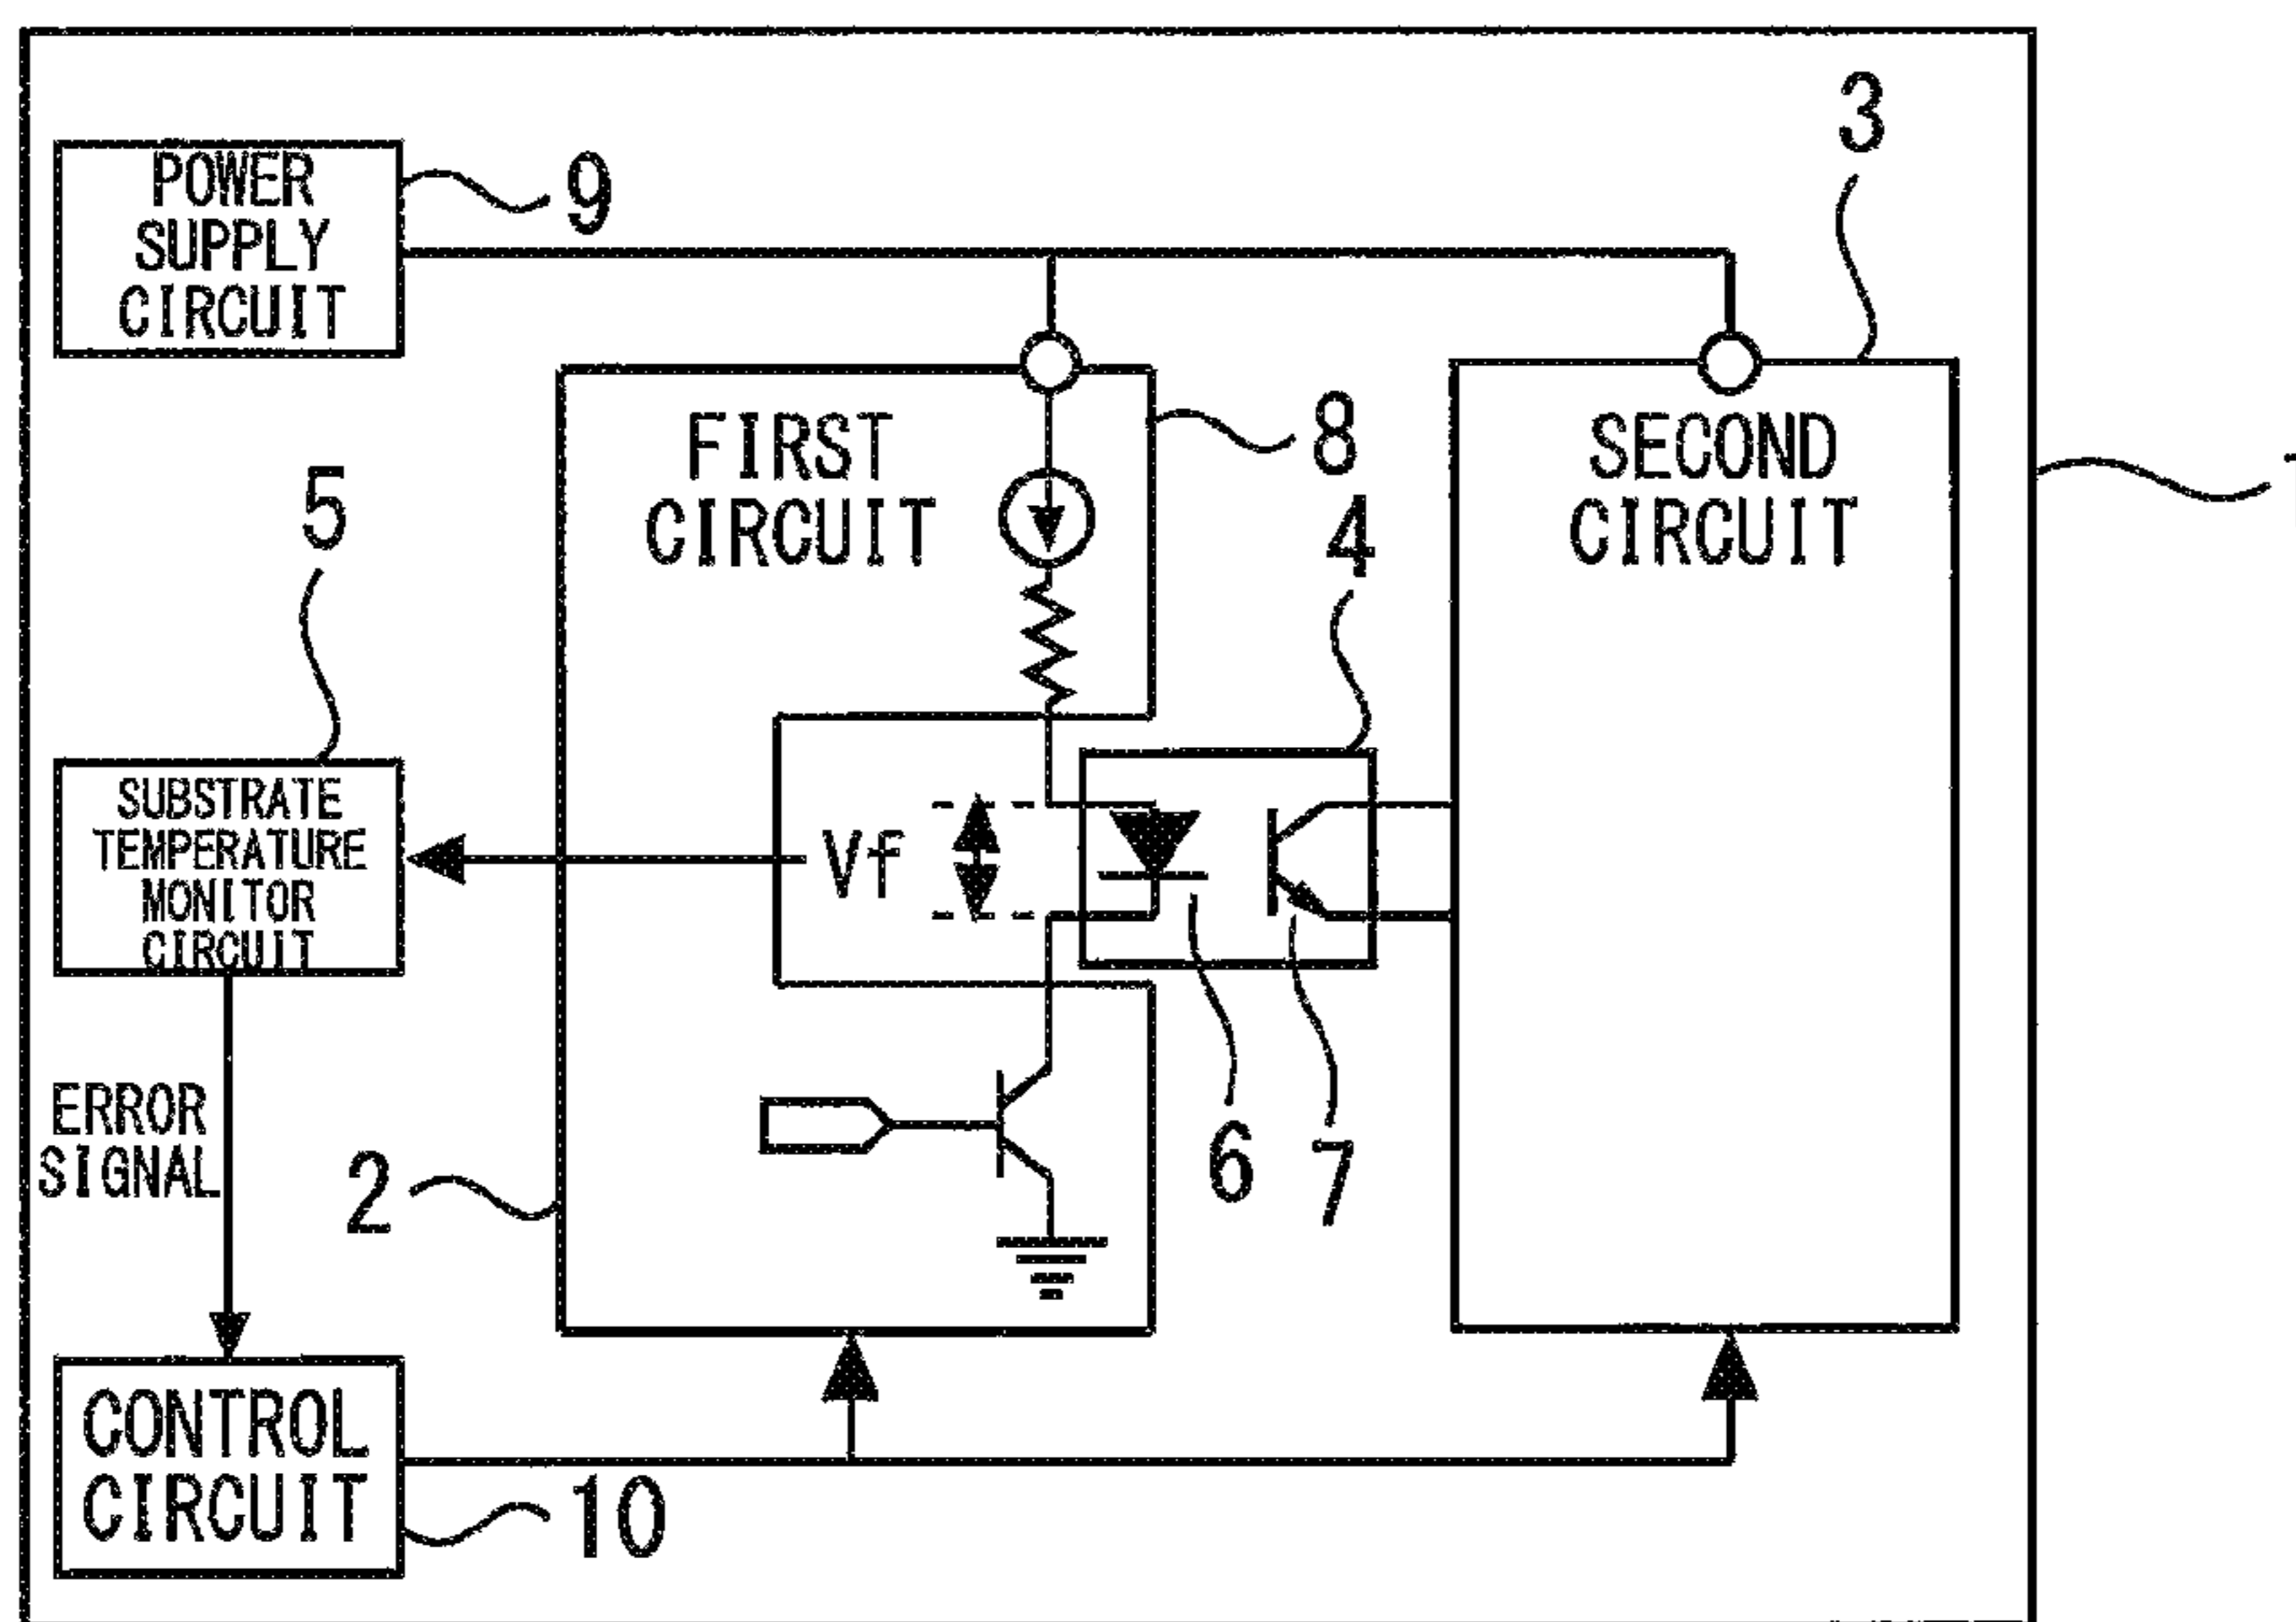 POWER
SUPPLY
CIRCUIT
9
3
FIRST
CIRCUIT
8
SECOND
CIRCUIT
5
4
SUBSTRATE
TEMPERATURE
MONITOR
CIRCUIT
Vf
ERROR
SIGNAL
2
6
7
CONTROL
CIRCUIT
10